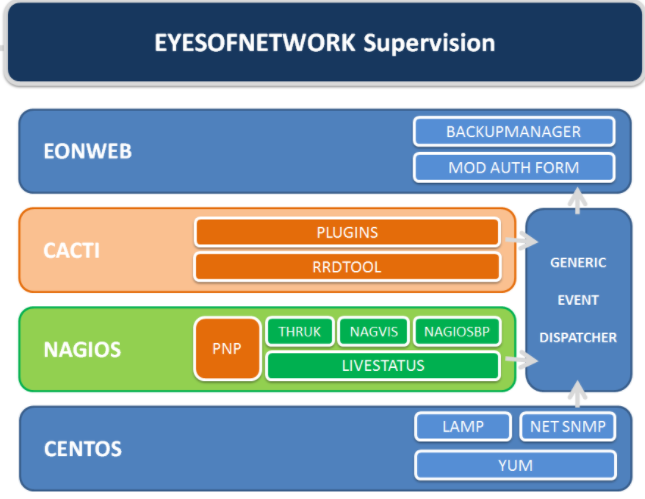 EYESOFNETWORK Supervision
EONWEB
BACKUPMANAGER
MOD AUTH FORM
CACTI
PLUGINS
RRDTOOL
GENERIC
EVENT
DISPATCHER
NAGIOS
PNP
THRUK
NAGVIS
NAGIOSBP
LIVESTATUS
CENTOS
LAMP
NET SNMP
YUM